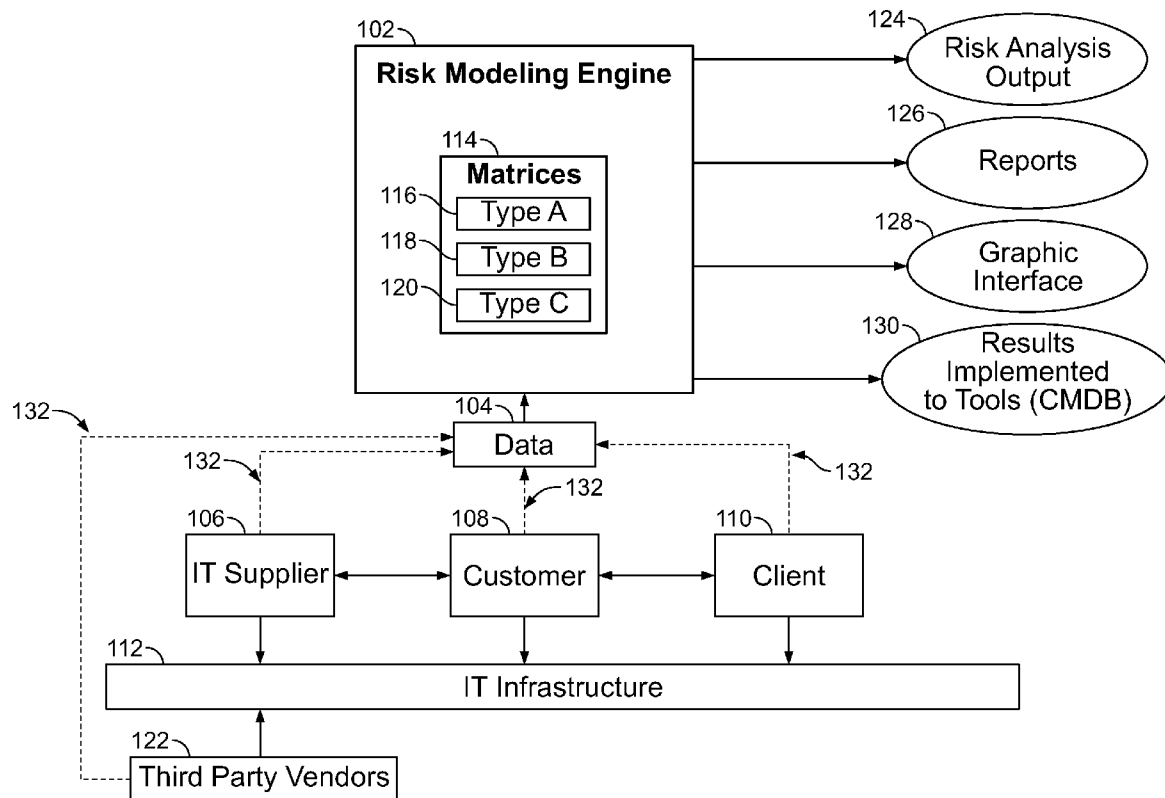 102
Risk Modeling Engine
114
Matrices
116
Type A
118
Type B
120
Type C
124
Risk Analysis
Output
126
Reports
128
Graphic
Interface
130
Results
Implemented
to Tools (CMDB)
132
104
Data
132
132
132
106
IT Supplier
108
Customer
110
Client
112
IT Infrastructure
122
Third Party Vendors